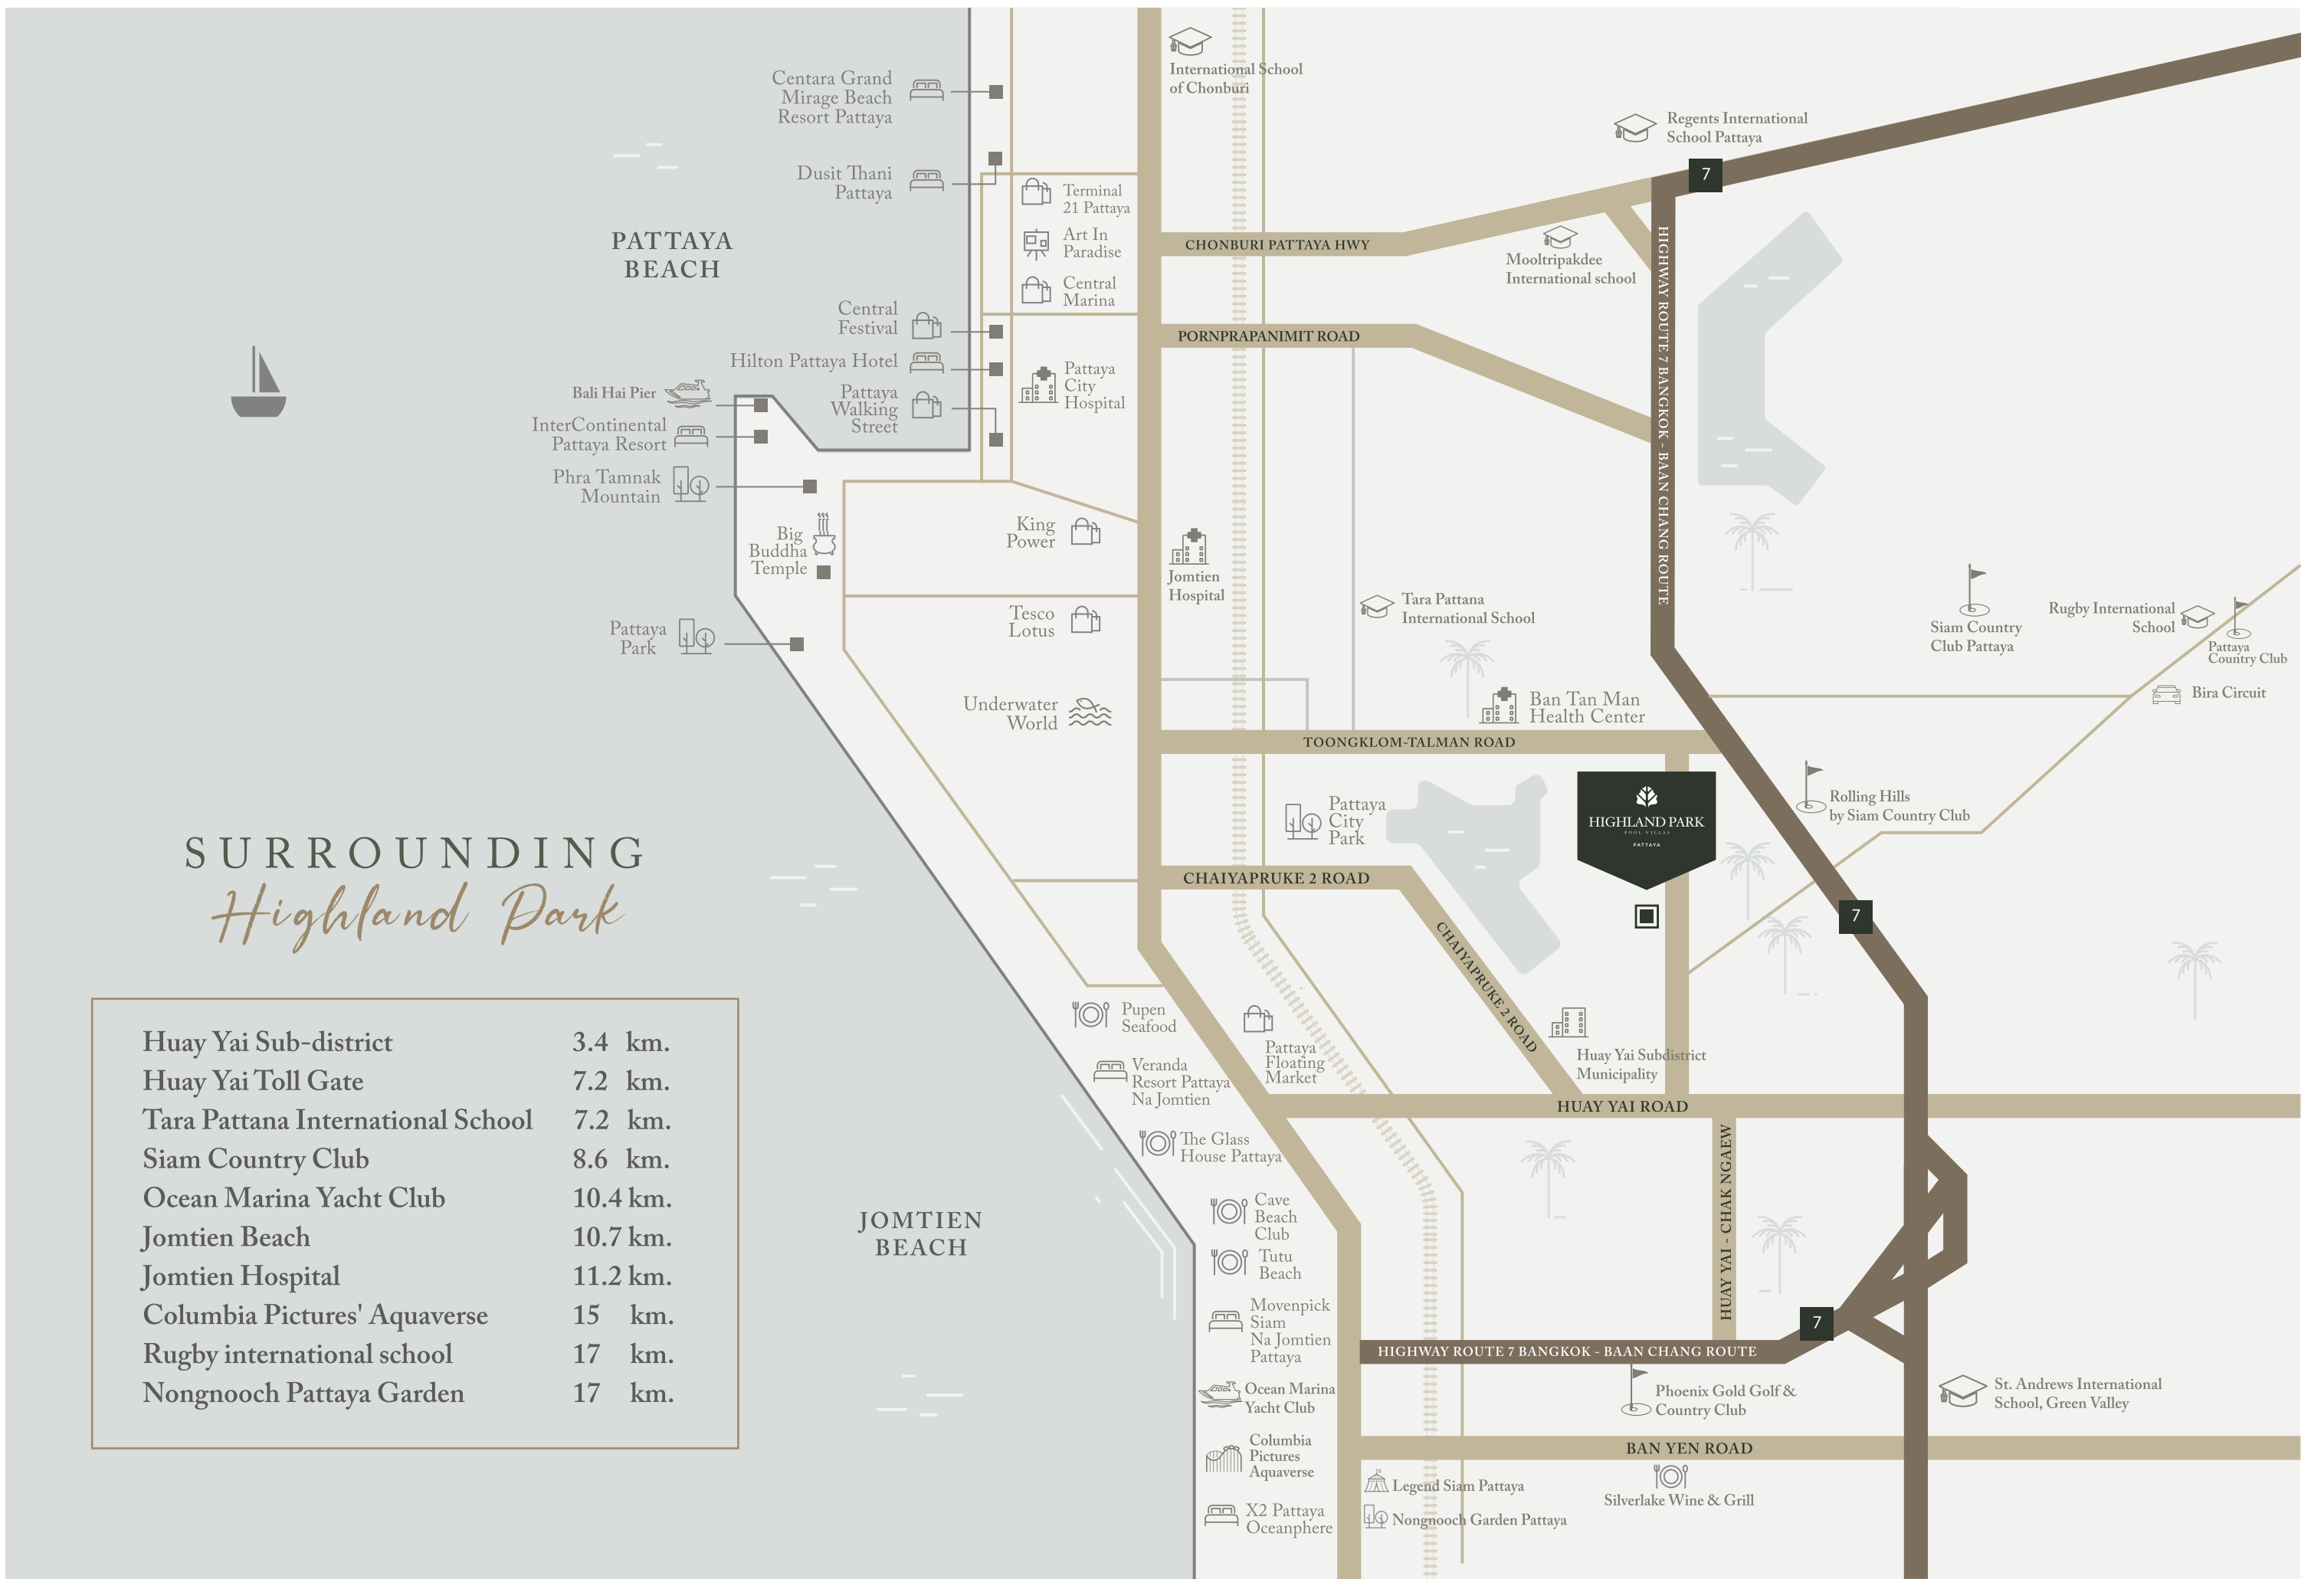 International School
of Chonburi
Centara Grand
Mirage Beach
Resort Pattaya
Regents International
School Pattaya
7
Dusit Thani
Pattaya
Terminal
21 Pattaya
PATTAYA
BEACH
Art In
Paradise
CHONBURI PATTAYA HWY
Mooltripakdee
International school
HIGHWAY ROUTE 7 BANGKOK - BAAN CHANG ROUTE
Central
Marina
Central
Festival
PORNPRAPANIMIT ROAD
Hilton Pattaya Hotel
Pattaya
City
Hospital
Bali Hai Pier
Pattaya
Walking
Street
InterContinental
Pattaya Resort
Phra Tamnak
Mountain
Big
Buddha
Temple
King
Power
Jomtien
Hospital
Tara Pattana
International School
Siam Country
Club Pattaya
Rugby International
School
Pattaya
Country Club
Tesco
Lotus
Pattaya
Park
Bira Circuit
Underwater
World
Ban Tan Man
Health Center
TOONGKLOM-TALMAN ROAD
Pattaya
City
Park
HIGHLAND PARK
POOL VILLAS
PATTAYA
Rolling Hills
by Siam Country Club
SURROUNDING
Highland Park
CHAIYAPRUKE 2 ROAD
CHAIYAPRUKE 2 ROAD
7
Pupen
Seafood
Pattaya
Floating
Market
Huay Yai Subdistrict
Municipality
Veranda
Resort Pattaya
Na Jomtien
HUAY YAI ROAD
The Glass
House Pattaya
HUAY YAI - CHAK NGAEW
Huay Yai Sub-district 3.4 km.
Huay Yai Toll Gate 7.2 km.
Tara Pattana International School 7.2 km.
Siam Country Club 8.6 km.
Ocean Marina Yacht Club 10.4 km.
Jomtien Beach 10.7 km.
Jomtien Hospital 11.2 km.
Columbia Pictures' Aquaverse 15 km.
Rugby international school 17 km.
Nongnooch Pattaya Garden 17 km.
JOMTIEN
BEACH
Cave
Beach
Club
Tutu
Beach
Movenpick
Siam
Na Jomtien
Pattaya
7
HIGHWAY ROUTE 7 BANGKOK - BAAN CHANG ROUTE
Ocean Marina
Yacht Club
Phoenix Gold Golf &
Country Club
St. Andrews International
School, Green Valley
Columbia
Pictures
Aquaverse
BAN YEN ROAD
Legend Siam Pattaya
Silverlake Wine & Grill
X2 Pattaya
Oceanphere
Nongnooch Garden Pattaya